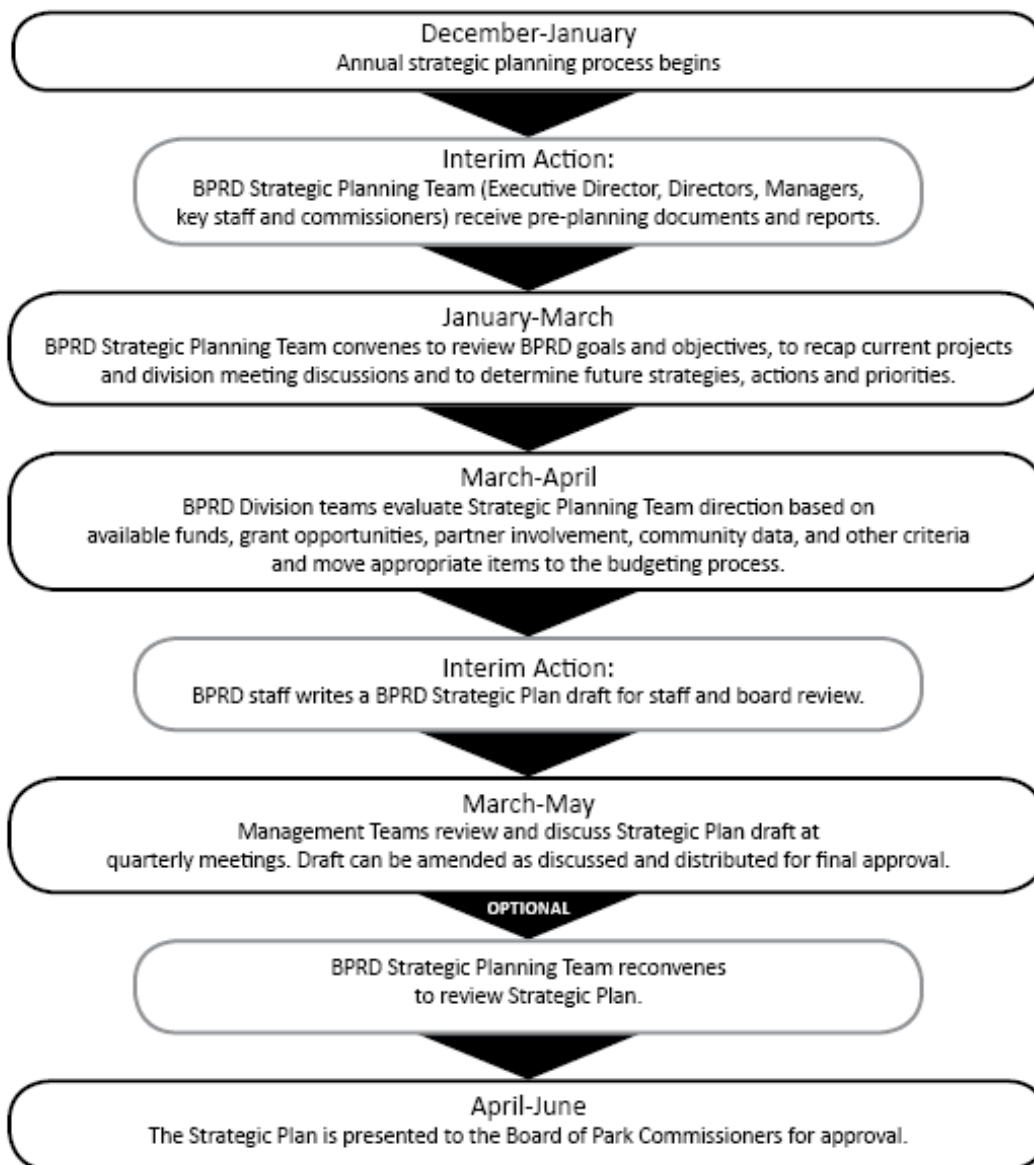 December-January
Annual strategic planning process begins
Interim Action:
BPRD Strategic Planning Team (Executive Director, Directors, Managers,
key staff and commissioners) receive pre-planning documents and reports.
January-March
BPRD Strategic Planning Team convenes to review BPRD goals and objectives, to recap current projects
and division meeting discussions and to determine future strategies, actions and priorities.
March-April
BPRD Division teams evaluate Strategic Planning Team direction based on
available funds, grant opportunities, partner involvement, community data, and other criteria
and move appropriate items to the budgeting process.
Interim Action:
BPRD staff writes a BPRD Strategic Plan draft for staff and board review.
March-May
Management Teams review and discuss Strategic Plan draft at
quarterly meetings. Draft can be amended as discussed and distributed for final approval.
OPTIONAL
BPRD Strategic Planning Team reconvenes
to review Strategic Plan.
April-June
The Strategic Plan is presented to the Board of Park Commissioners for approval.